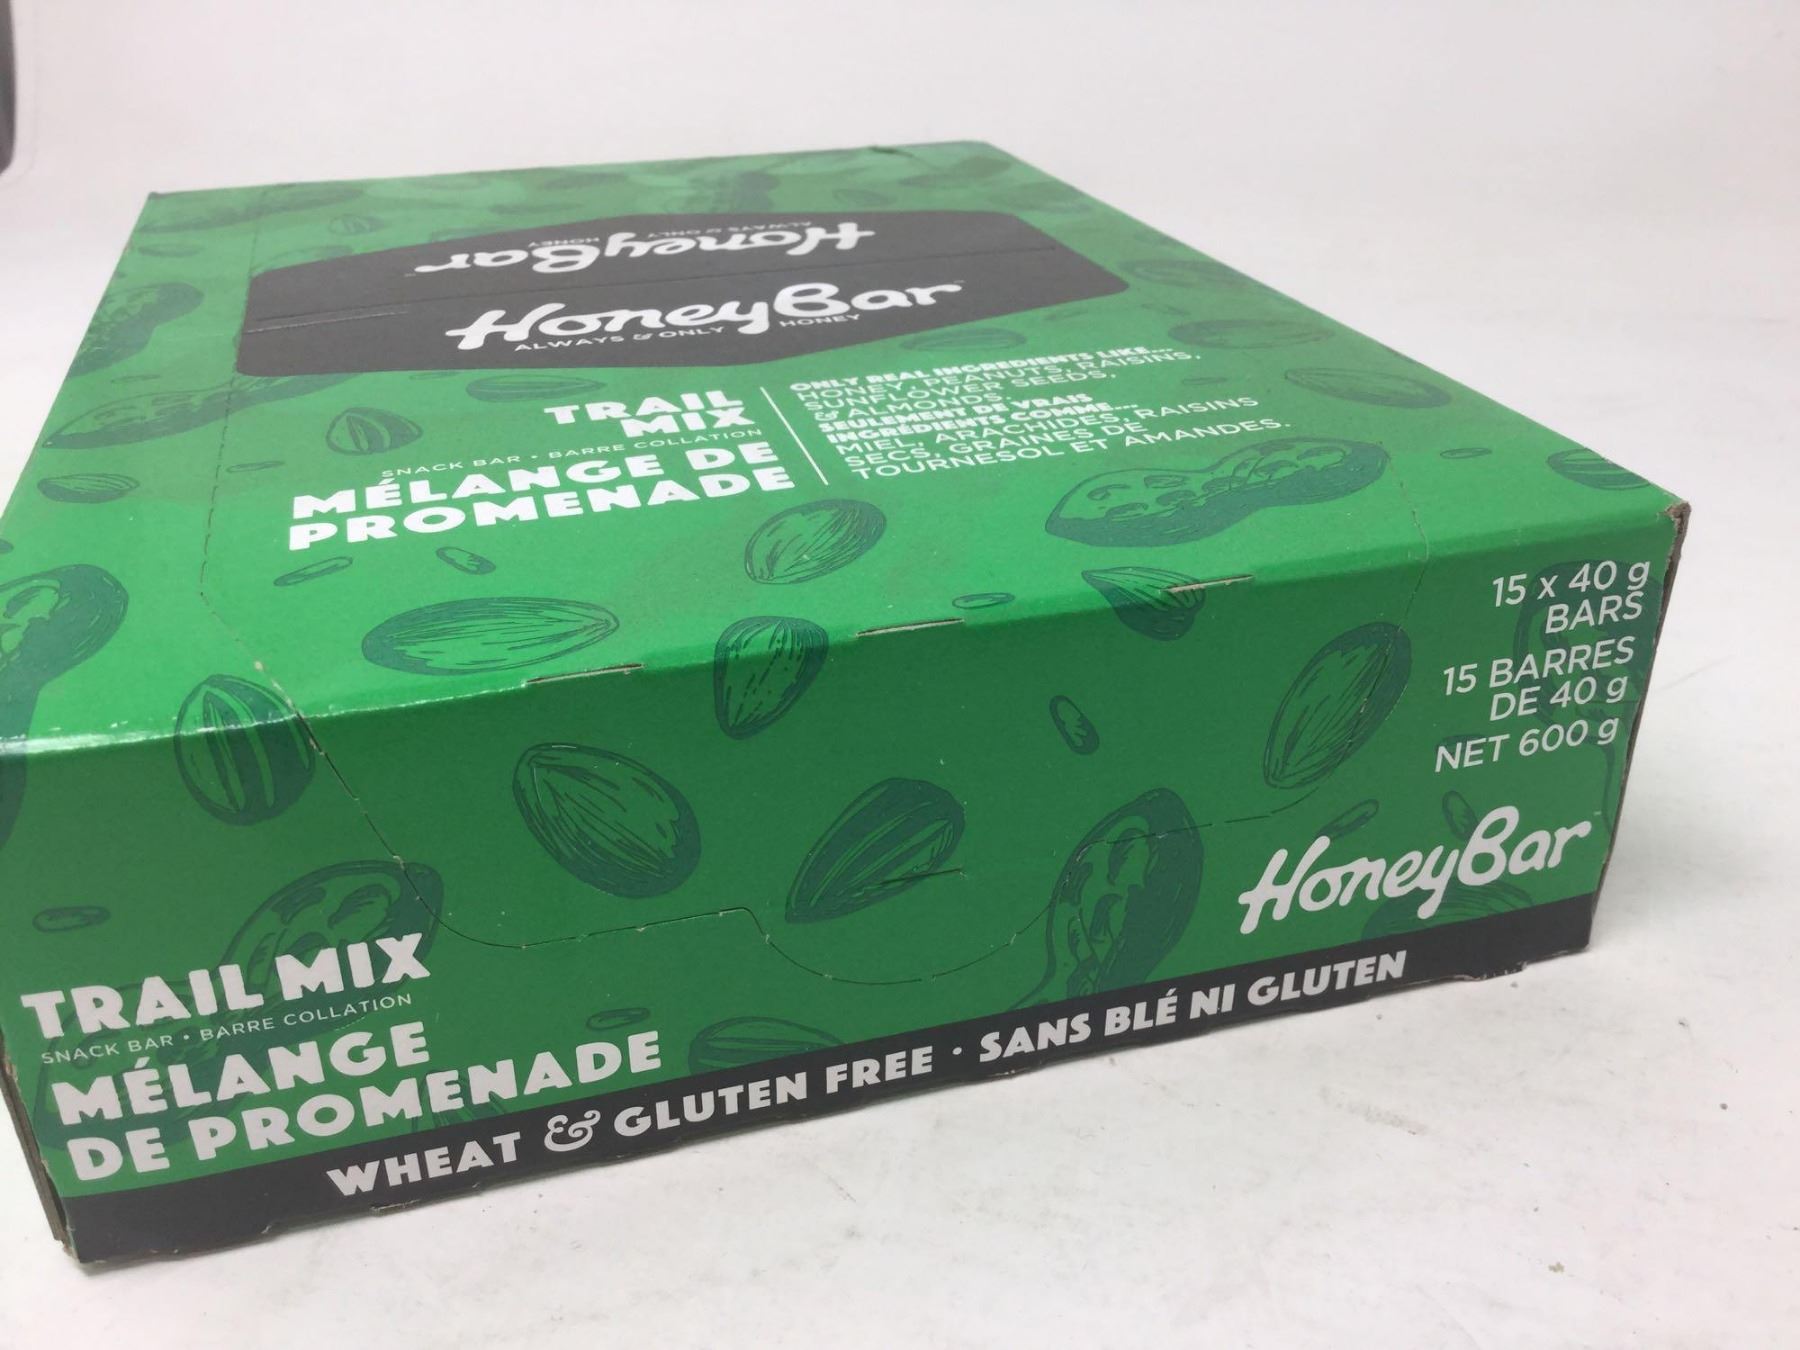 HoneyBar
ALWAYS & ONLY HONEY
HoneyBar
ALWAYS & ONLY HONEY
TRAIL
MIX
SNACK BAR • BARRE COLLATION
MÉLANGE DE
PROMENADE
ONLY REAL INGREDIENTS LIKE...
HONEY, PEANUTS, RAISINS,
SUNFLOWER SEEDS,
& ALMONDS.
SEULEMENT DE VRAIS
INGRÉDIENTS COMME...
MIEL, ARACHIDES, RAISINS
SECS, GRAINES DE
TOURNESOL ET AMANDES.
15 x 40 g
BARS
15 BARRES
DE 40 g
NET 600 g
HoneyBar
TRAIL MIX
SNACK BAR • BARRE COLLATION
MÉLANGE
DE PROMENADE
WHEAT & GLUTEN FREE · SANS BLÉ NI GLUTEN